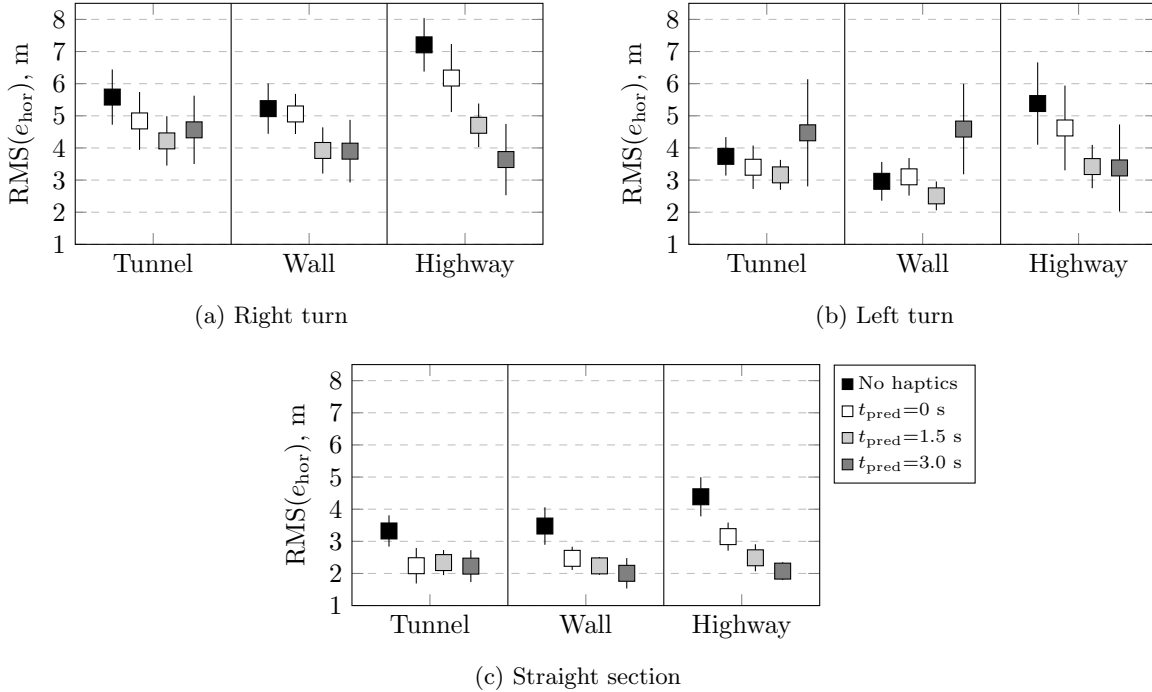 RMS(e_hor), m
8
7
6
5
4
3
2
1
Tunnel Wall Highway
(a) Right turn
RMS(e_hor), m
8
7
6
5
4
3
2
1
Tunnel Wall Highway
(b) Left turn
RMS(e_hor), m
8
7
6
5
4
3
2
1
Tunnel Wall Highway
No haptics
t_pred=0 s
t_pred=1.5 s
t_pred=3.0 s
(c) Straight section